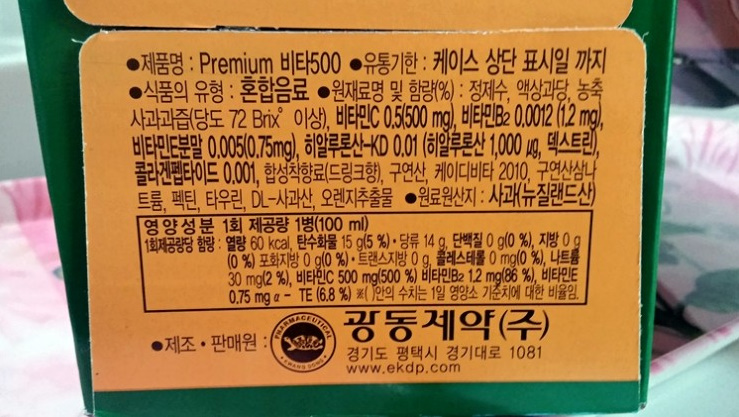 ●제품명 : Premium 비타500 ●유통기한 : 케이스 상단 표시일 까지
●식품의 유형 : 혼합음료 ●원재료명 및 함량(%) : 정제수, 액상과당, 농축
사과과즙(당도 72 Brix° 이상), 비타민C 0.5(500 mg), 비타민B₂ 0.0012 (1.2 mg),
비타민E분말 0.005(0.75mg), 히알루론산-KD 0.01 (히알루론산 1,000 μg, 덱스트린),
콜라겐펩타이드 0.001, 합성착향료(드링크향), 구연산, 케이디비타 2010, 구연산삼나
트륨, 펙틴, 타우린, DL-사과산, 오렌지추출물 ●원료원산지 : 사과(뉴질랜드산)
영양성분 1회 제공량 1병(100 ml)
1회제공량당 함량 : 열량 60 kcal, 탄수화물 15 g(5 %)·당류 14 g, 단백질 0 g(0 %), 지방 0 g
(0 %) 포화지방 0 g(0 %)·트랜스지방 0 g, 콜레스테롤 0 mg(0 %), 나트륨
30 mg(2 %), 비타민C 500 mg(500 %) 비타민B₂ 1.2 mg(86 %), 비타민E
0.75 mg α - TE (6.8 %) ※( )안의 수치는 1일 영양소 기준치에 대한 비율임.
●제조·판매원 :
PHARMACEUTICAL
KWANG DONG
광동제약(주)
경기도 평택시 경기대로 1081
www.ekdp.com